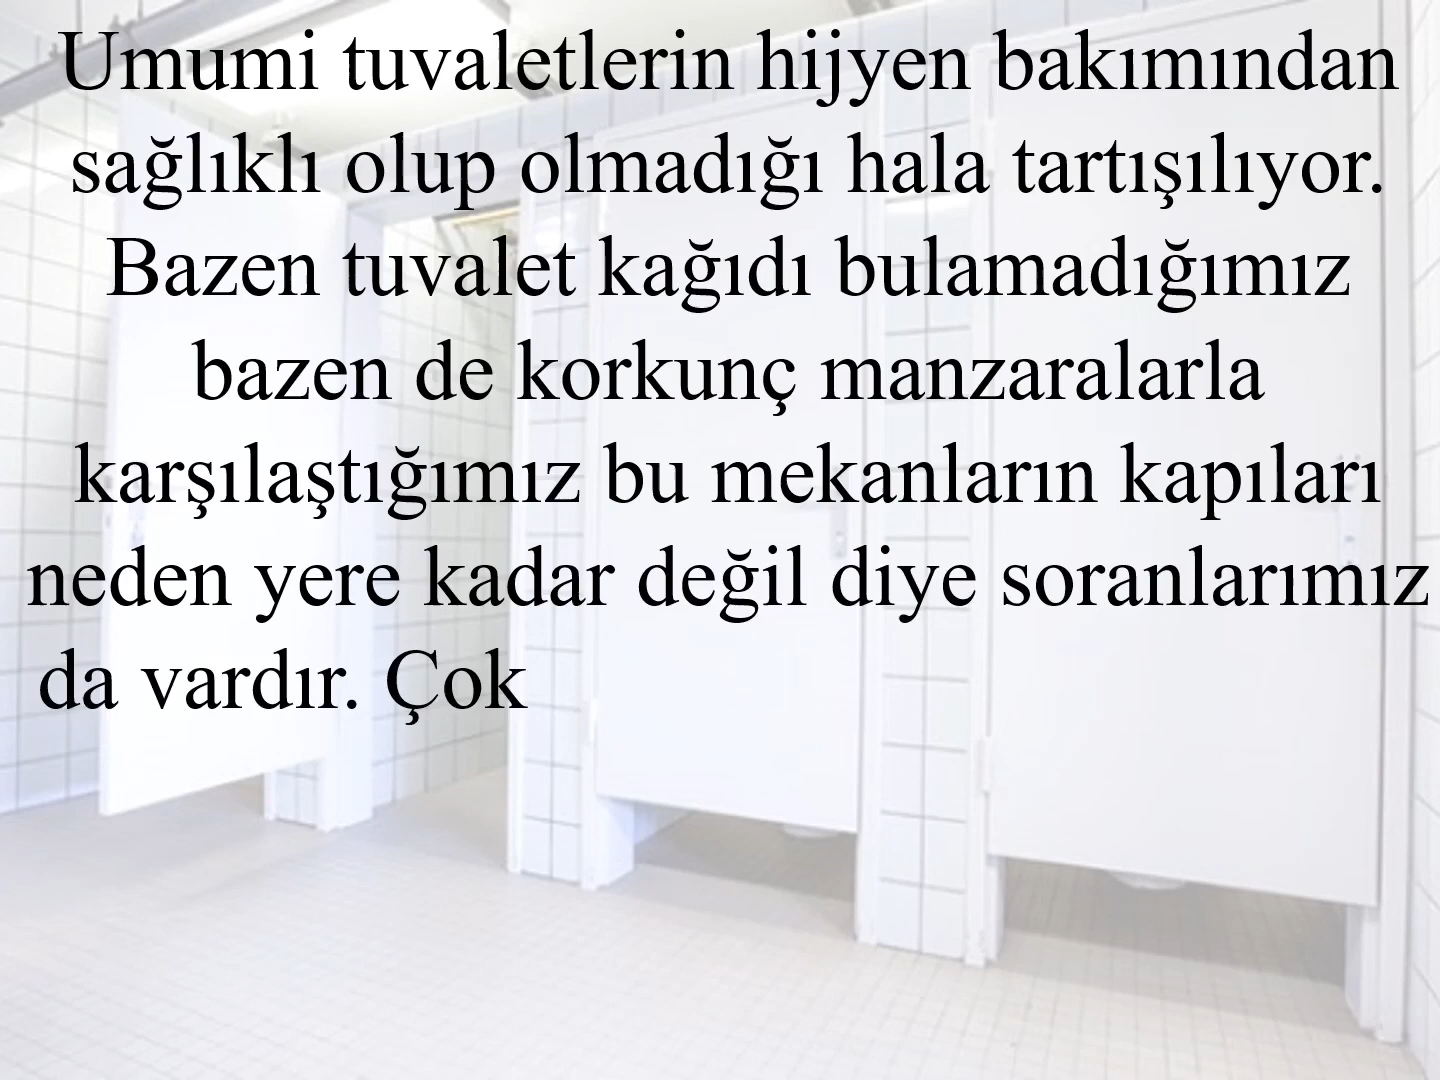 Umumi tuvaletlerin hijyen bakımından
sağlıklı olup olmadığı hala tartışılıyor.
Bazen tuvalet kağıdı bulamadığımız
bazen de korkunç manzaralarla
karşılaştığımız bu mekanların kapıları
neden yere kadar değil diye soranlarımız
da vardır. Çok